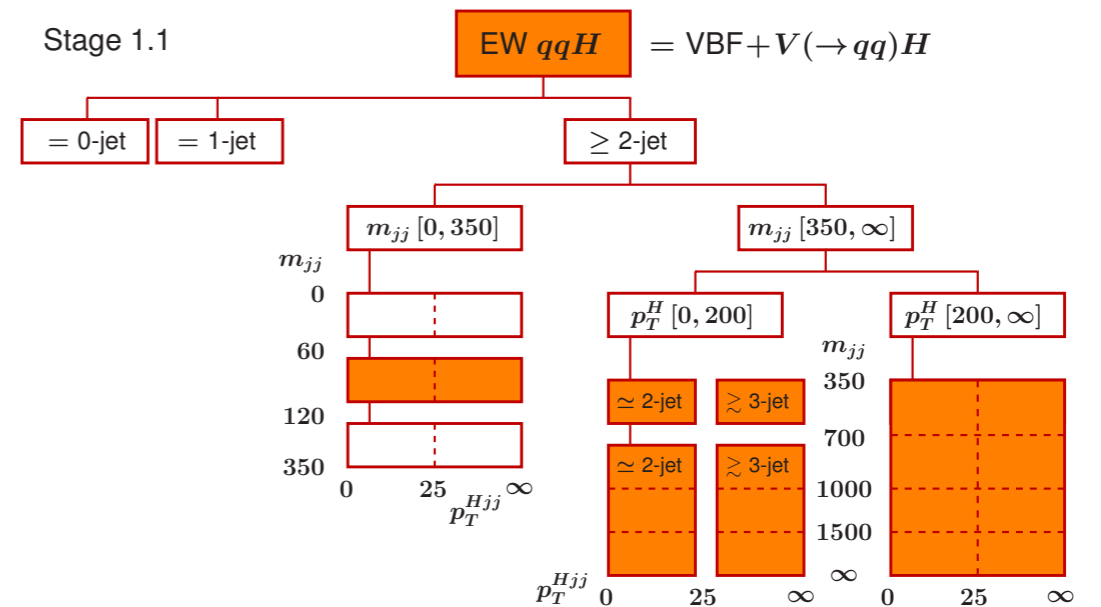 Stage 1.1
EW qqH = VBF+V(→qq)H
= 0-jet
= 1-jet
≥ 2-jet
m_jj [0, 350]
m_jj [350, ∞]
m_jj
0
60
120
350
0 25 ∞
p_T^Hjj
p_T^H [0, 200]
p_T^H [200, ∞]
m_jj
350
700
1000
1500
∞
≃ 2-jet
≳ 3-jet
≃ 2-jet
≳ 3-jet
p_T^Hjj 0 25 ∞
0 25 ∞